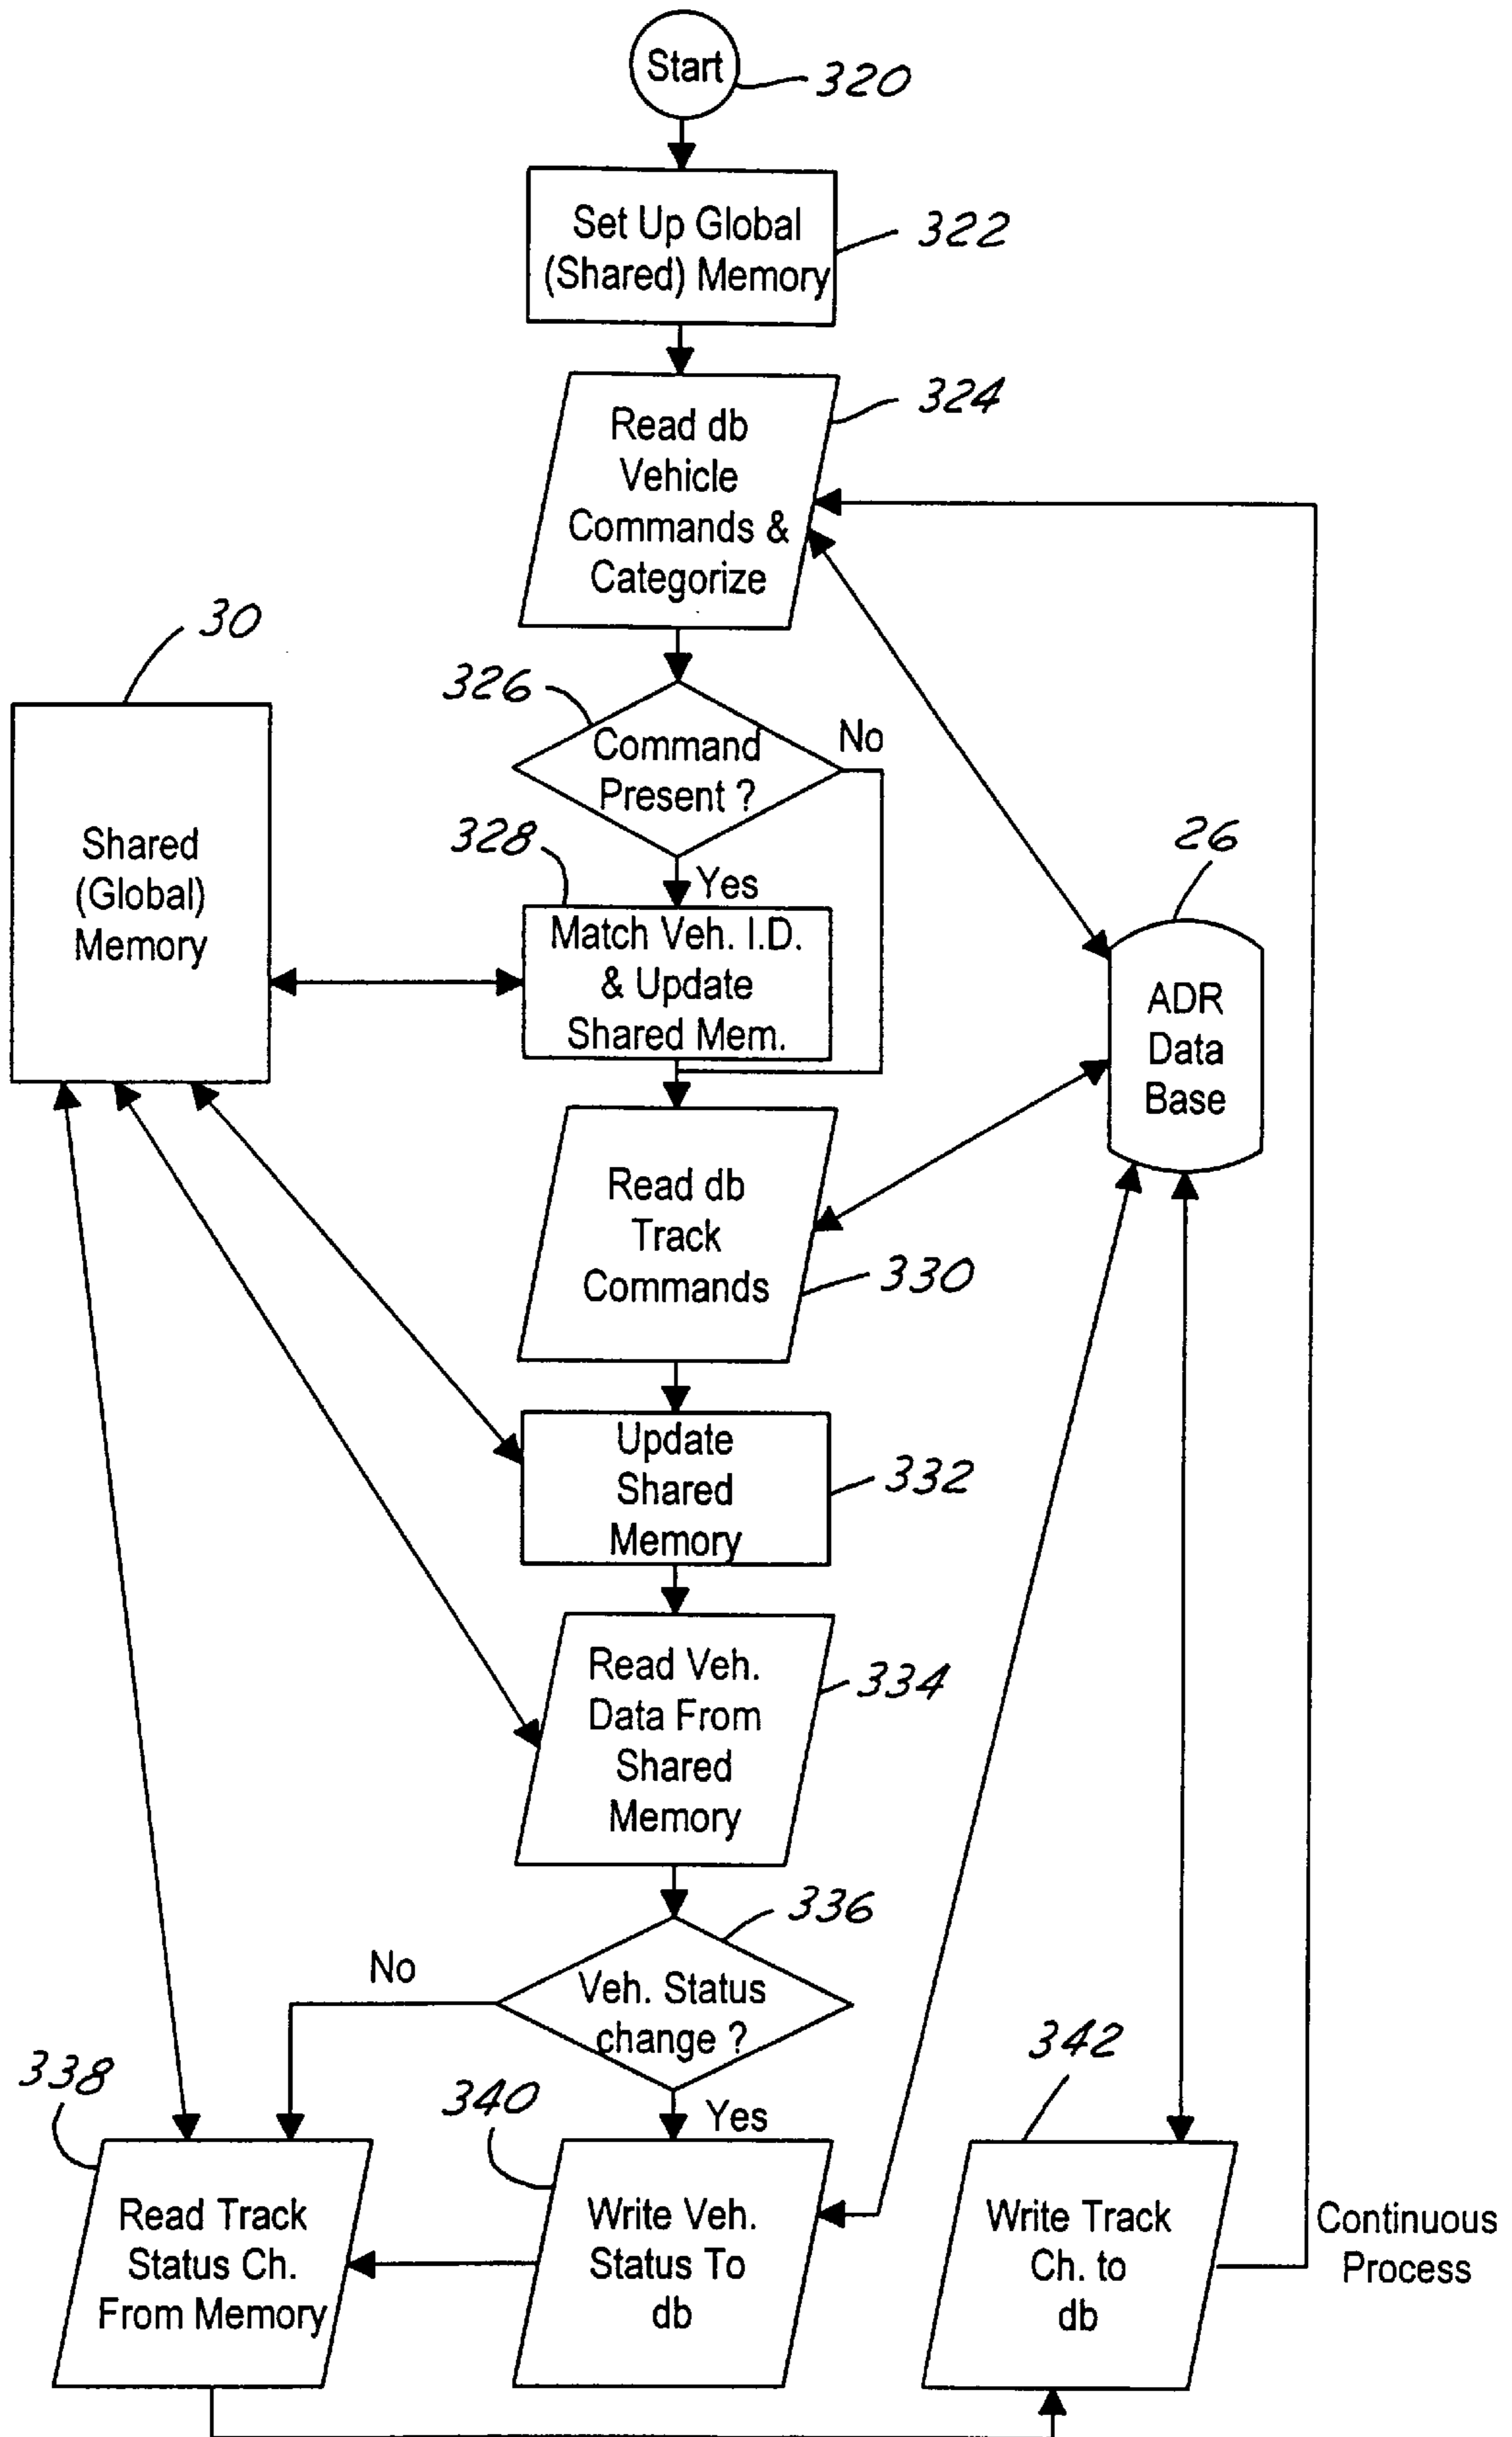 Start
320
Set Up Global
(Shared) Memory
322
Read db
Vehicle
Commands &
Categorize
324
30
Shared
(Global)
Memory
326
Command
Present ?
No
Yes
328
Match Veh. I.D.
& Update
Shared Mem.
26
ADR
Data
Base
Read db
Track
Commands
330
Update
Shared
Memory
332
Read Veh.
Data From
Shared
Memory
334
336
Veh. Status
change ?
No
Yes
338
Read Track
Status Ch.
From Memory
340
Write Veh.
Status To
db
342
Write Track
Ch. to
db
Continuous
Process